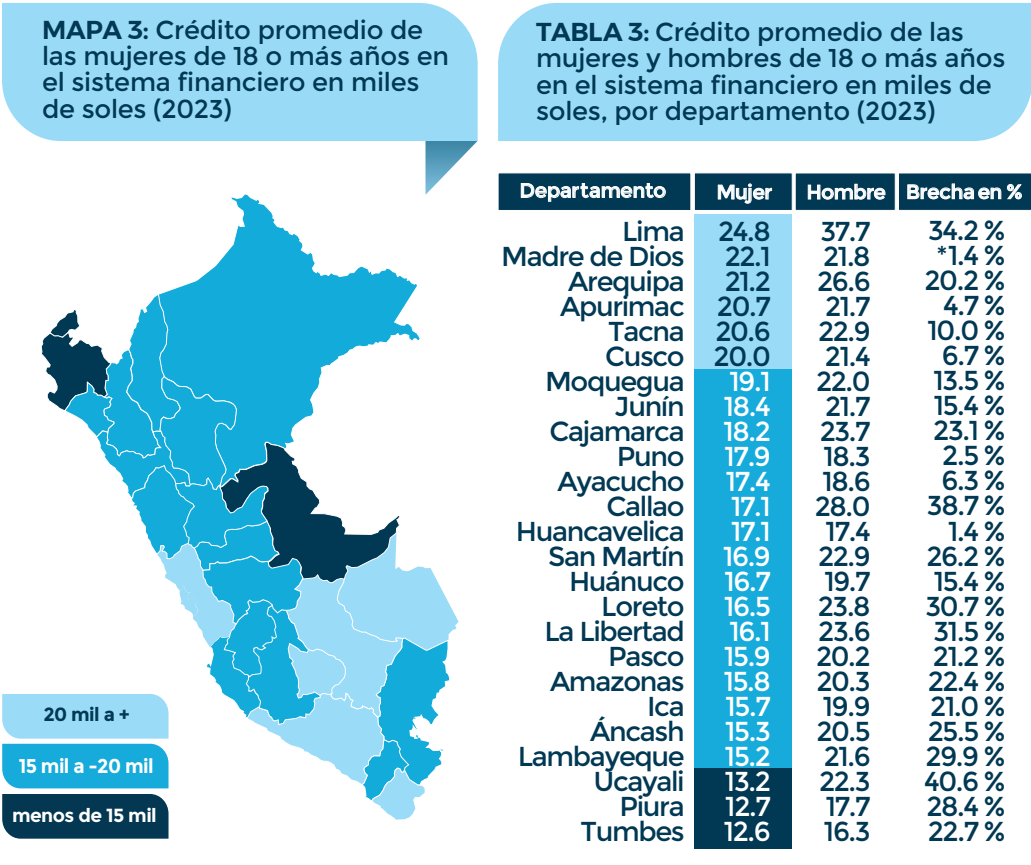 MAPA 3: Crédito promedio de
las mujeres de 18 o más años en
el sistema financiero en miles
de soles (2023)
20 mil a +
15 mil a -20 mil
menos de 15 mil
TABLA 3: Crédito promedio de las
mujeres y hombres de 18 o más años
en el sistema financiero en miles de
soles, por departamento (2023)
Departamento Mujer Hombre Brecha en %
Lima 24.8 37.7 34.2 %
Madre de Dios 22.1 21.8 *1.4 %
Arequipa 21.2 26.6 20.2 %
Apurimac 20.7 21.7 4.7 %
Tacna 20.6 22.9 10.0 %
Cusco 20.0 21.4 6.7 %
Moquegua 19.1 22.0 13.5 %
Junín 18.4 21.7 15.4 %
Cajamarca 18.2 23.7 23.1 %
Puno 17.9 18.3 2.5 %
Ayacucho 17.4 18.6 6.3 %
Callao 17.1 28.0 38.7 %
Huancavelica 17.1 17.4 1.4 %
San Martín 16.9 22.9 26.2 %
Huánuco 16.7 19.7 15.4 %
Loreto 16.5 23.8 30.7 %
La Libertad 16.1 23.6 31.5 %
Pasco 15.9 20.2 21.2 %
Amazonas 15.8 20.3 22.4 %
Ica 15.7 19.9 21.0 %
Áncash 15.3 20.5 25.5 %
Lambayeque 15.2 21.6 29.9 %
Ucayali 13.2 22.3 40.6 %
Piura 12.7 17.7 28.4 %
Tumbes 12.6 16.3 22.7 %